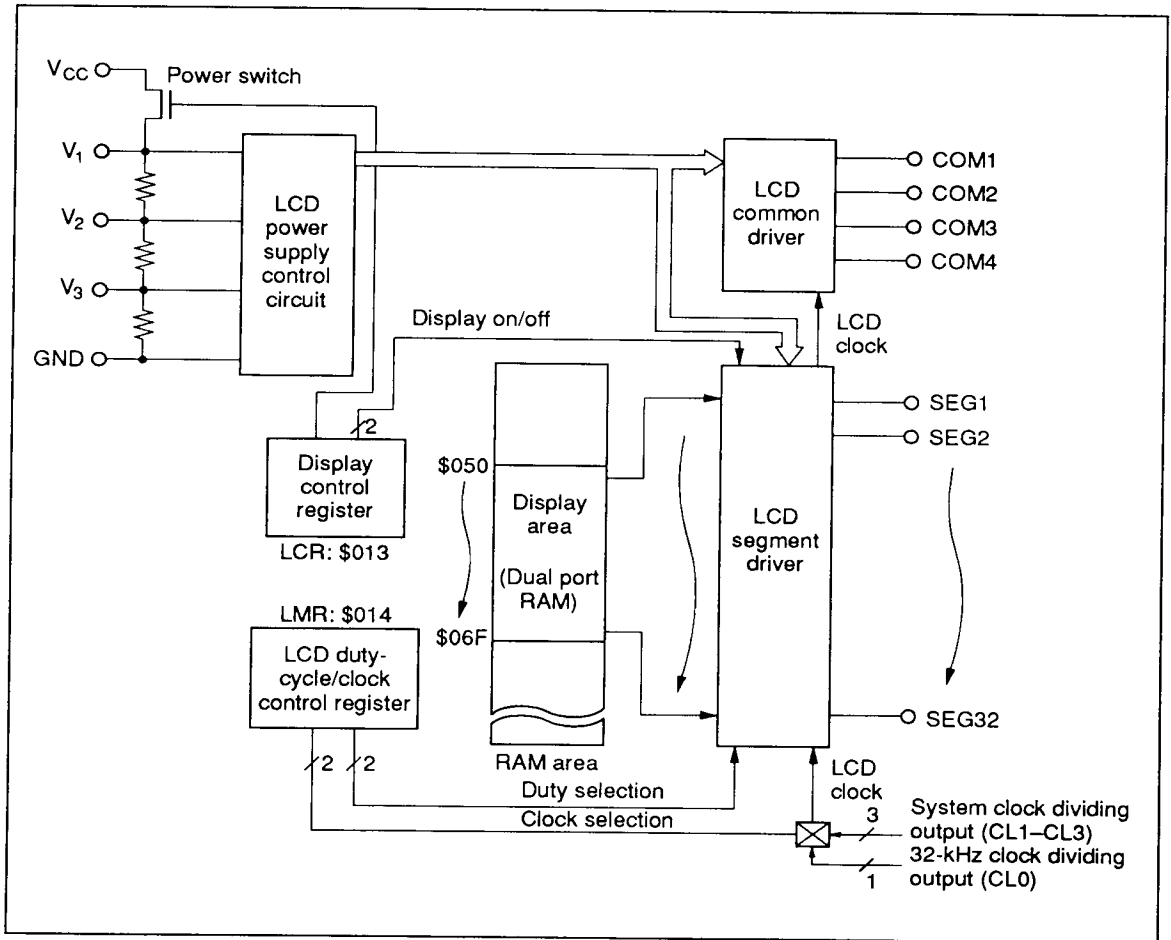 VCC
Power switch
V1
V2
V3
GND
LCD
power
supply
control
circuit
LCD
common
driver
COM1
COM2
COM3
COM4
LCD
clock
Display on/off
2
Display
control
register
LCR: $013
$050
Display
area
(Dual port
RAM)
$06F
RAM area
LCD
segment
driver
SEG1
SEG2
SEG32
LMR: $014
LCD duty-
cycle/clock
control register
2
2
Duty selection
Clock selection
LCD
clock
3
System clock dividing
output (CL1–CL3)
32-kHz clock dividing
output (CL0)
1